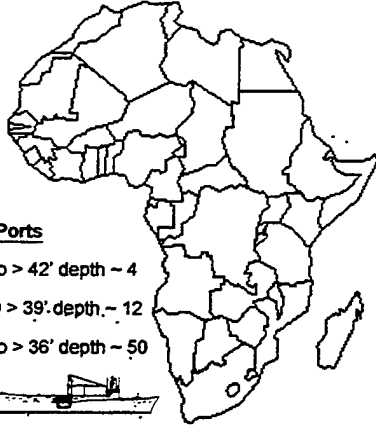 Ports
o > 42' depth ~ 4
> 39' depth ~ 12
o > 36' depth ~ 50